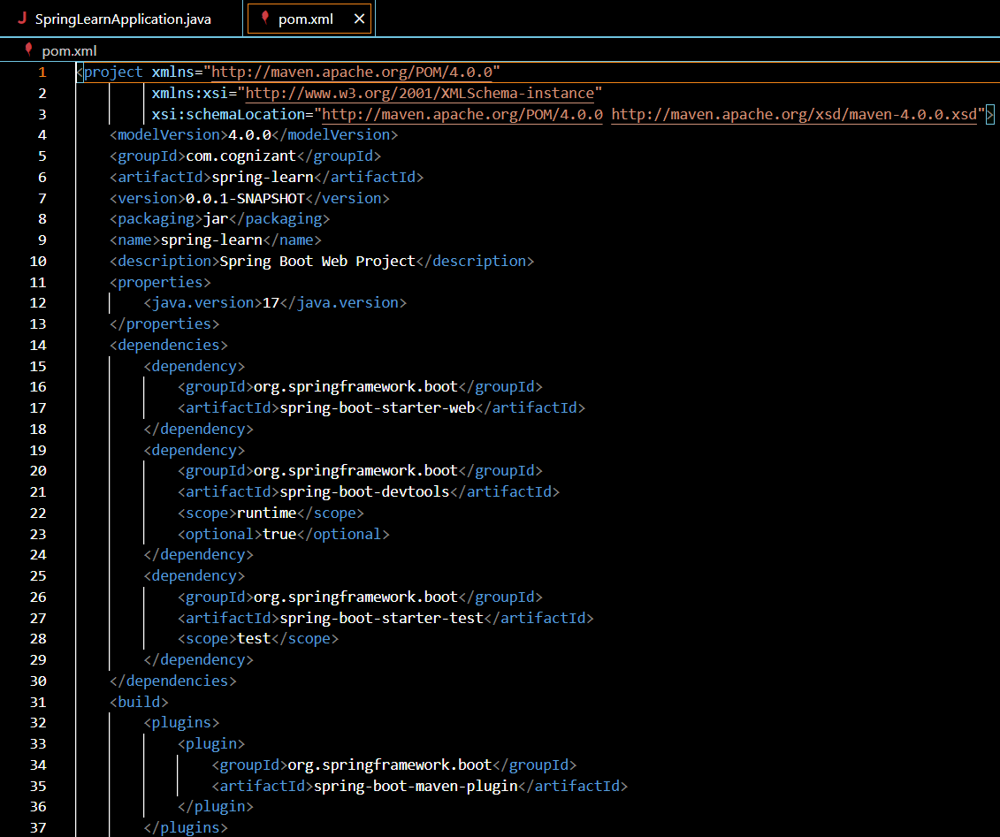 SpringLearnApplication.java
pom.xml
pom.xml
1 <project xmlns="http://maven.apache.org/POM/4.0.0"
2 xmlns:xsi="http://www.w3.org/2001/XMLSchema-instance"
3 xsi:schemaLocation="http://maven.apache.org/POM/4.0.0 http://maven.apache.org/xsd/maven-4.0.0.xsd">
4 <modelVersion>4.0.0</modelVersion>
5 <groupId>com.cognizant</groupId>
6 <artifactId>spring-learn</artifactId>
7 <version>0.0.1-SNAPSHOT</version>
8 <packaging>jar</packaging>
9 <name>spring-learn</name>
10 <description>Spring Boot Web Project</description>
11 <properties>
12 <java.version>17</java.version>
13 </properties>
14 <dependencies>
15 <dependency>
16 <groupId>org.springframework.boot</groupId>
17 <artifactId>spring-boot-starter-web</artifactId>
18 </dependency>
19 <dependency>
20 <groupId>org.springframework.boot</groupId>
21 <artifactId>spring-boot-devtools</artifactId>
22 <scope>runtime</scope>
23 <optional>true</optional>
24 </dependency>
25 <dependency>
26 <groupId>org.springframework.boot</groupId>
27 <artifactId>spring-boot-starter-test</artifactId>
28 <scope>test</scope>
29 </dependency>
30 </dependencies>
31 <build>
32 <plugins>
33 <plugin>
34 <groupId>org.springframework.boot</groupId>
35 <artifactId>spring-boot-maven-plugin</artifactId>
36 </plugin>
37 </plugins>